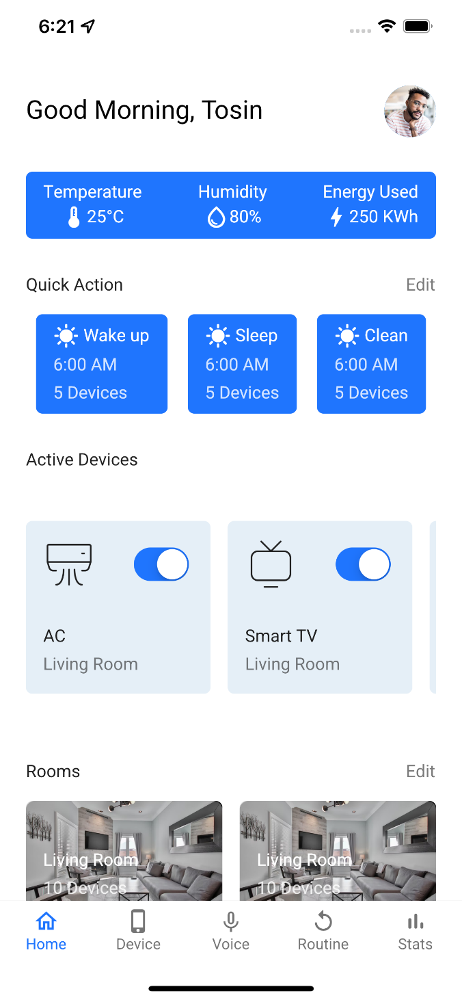 6:21
Good Morning, Tosin
Temperature Humidity Energy Used
25°C 80% 250 KWh
Quick Action Edit
Wake up Sleep Clean
6:00 AM 6:00 AM 6:00 AM
5 Devices 5 Devices 5 Devices
Active Devices
AC Smart TV
Living Room Living Room
Rooms Edit
Living Room Living Room
10 Devices 10 Devices
Home Device Voice Routine Stats